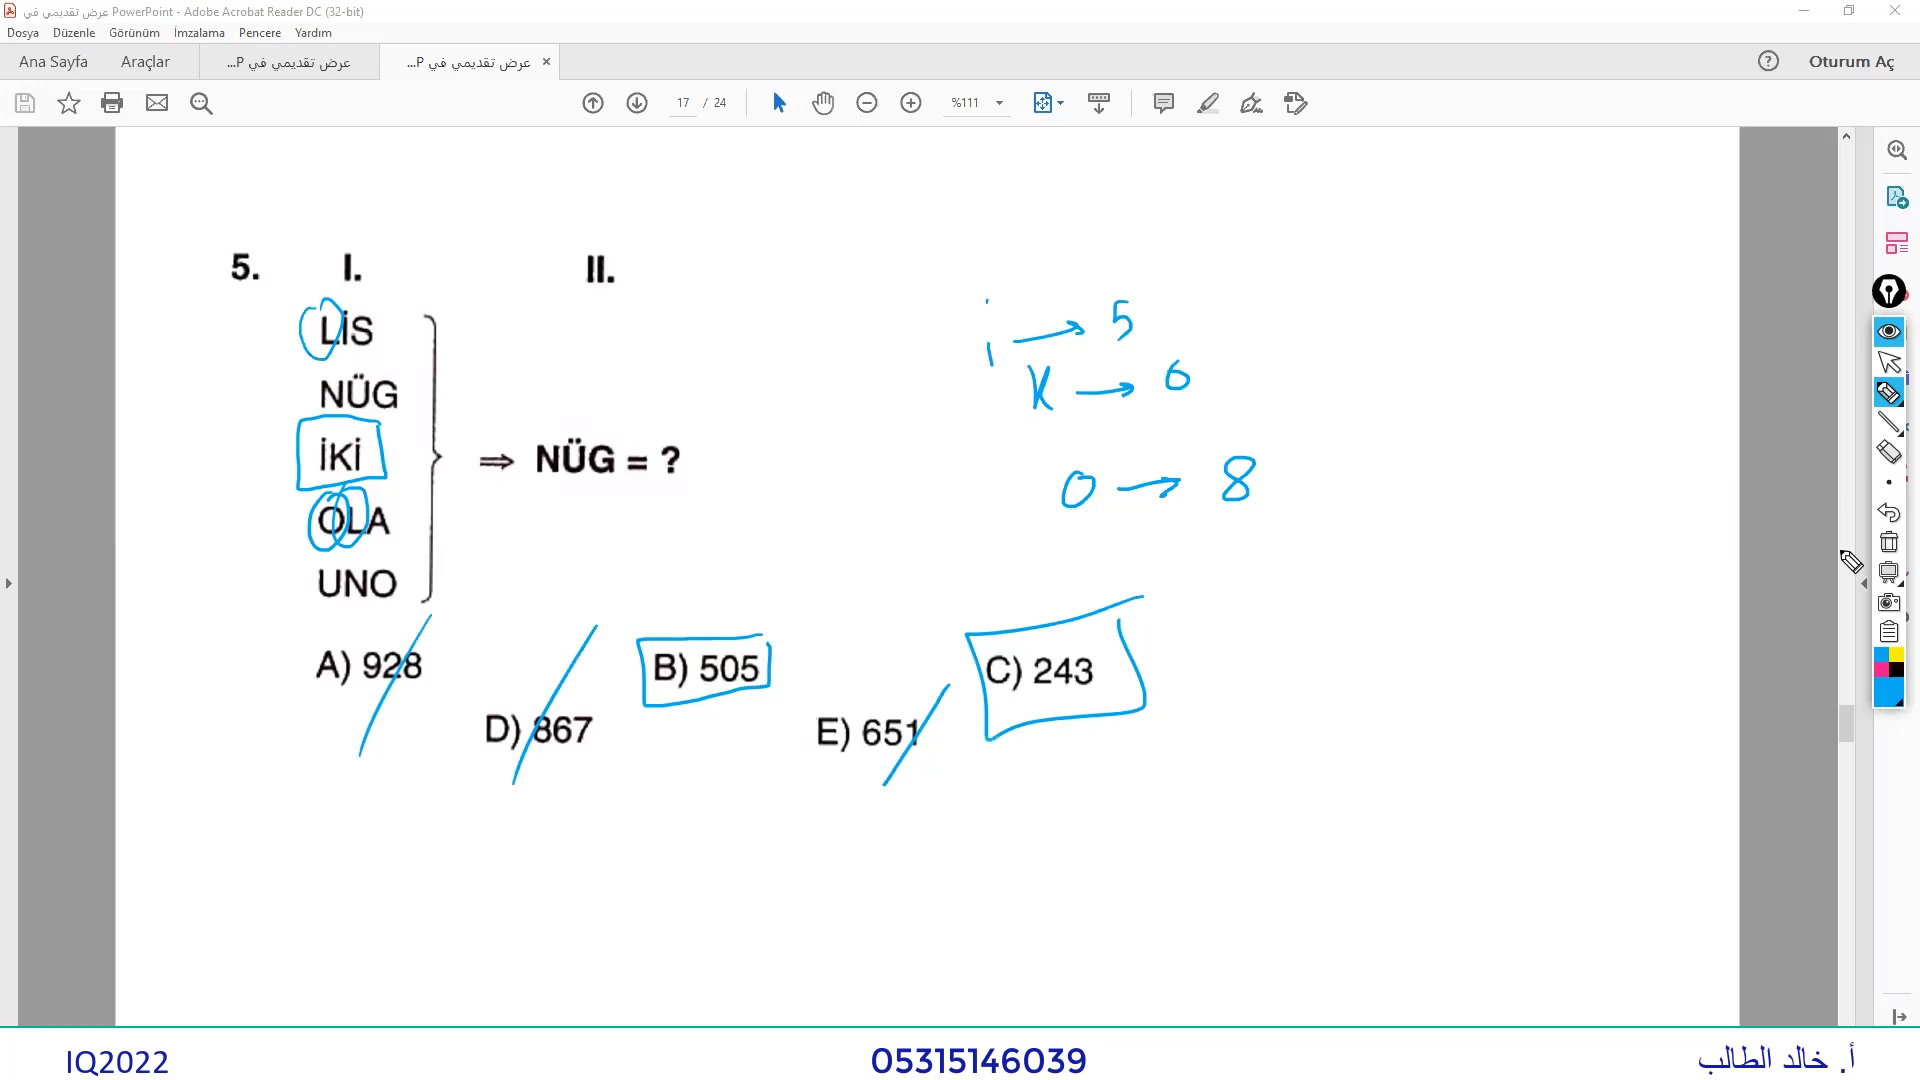 عرض تقديمي في PowerPoint - Adobe Acrobat Reader DC (32-bit)
Dosya Düzenle Görünüm İmzalama Pencere Yardım
Ana Sayfa Araçlar عرض تقديمي في P... عرض تقديمي في P... × ? Oturum Aç
17 / 24 %111
5. I. II.
LİS
NÜG
İKİ
OLA
UNO
⇒ NÜG = ?
i → 5
K → 0
O → 8
A) 928 B) 505 C) 243
D) 867 E) 651
IQ2022 05315146039 أ. خالد الطالب